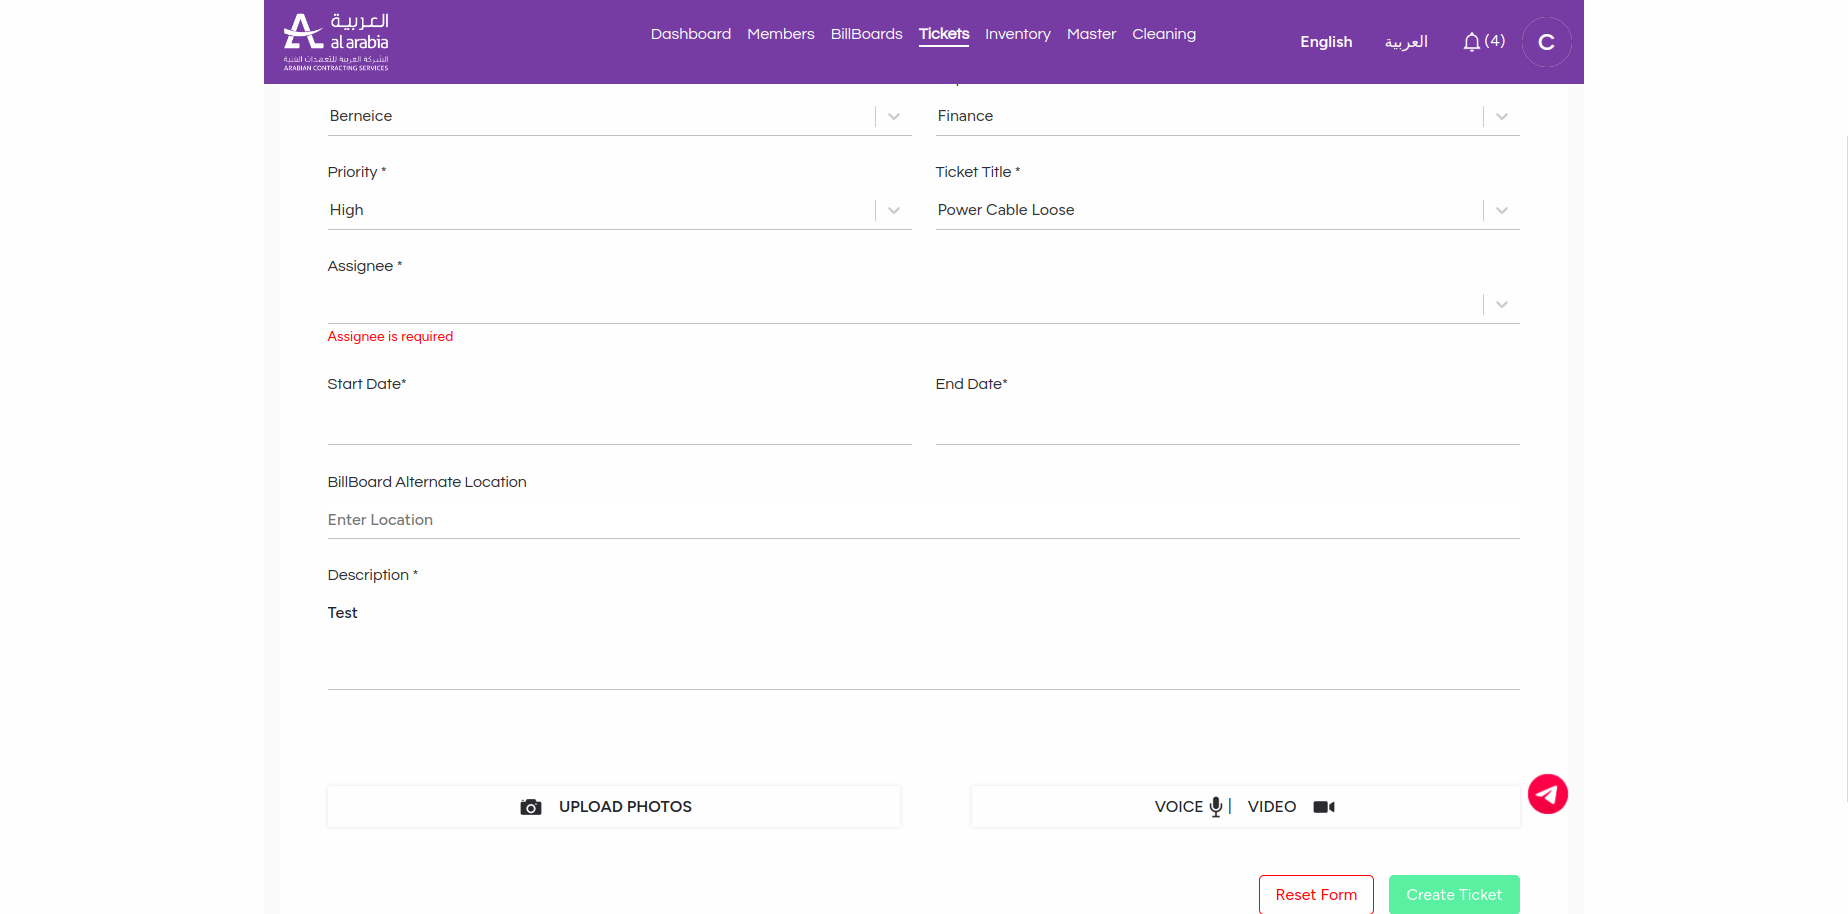 العربية
al arabia
الشركة العربية للتعهدات الفنية
ARABIAN CONTRACTING SERVICES
Dashboard Members BillBoards Tickets Inventory Master Cleaning
English العربية (4) C
Berneice Finance
Priority * Ticket Title *
High Power Cable Loose
Assignee *
Assignee is required
Start Date* End Date*
BillBoard Alternate Location
Enter Location
Description *
Test
UPLOAD PHOTOS VOICE | VIDEO
Reset Form Create Ticket